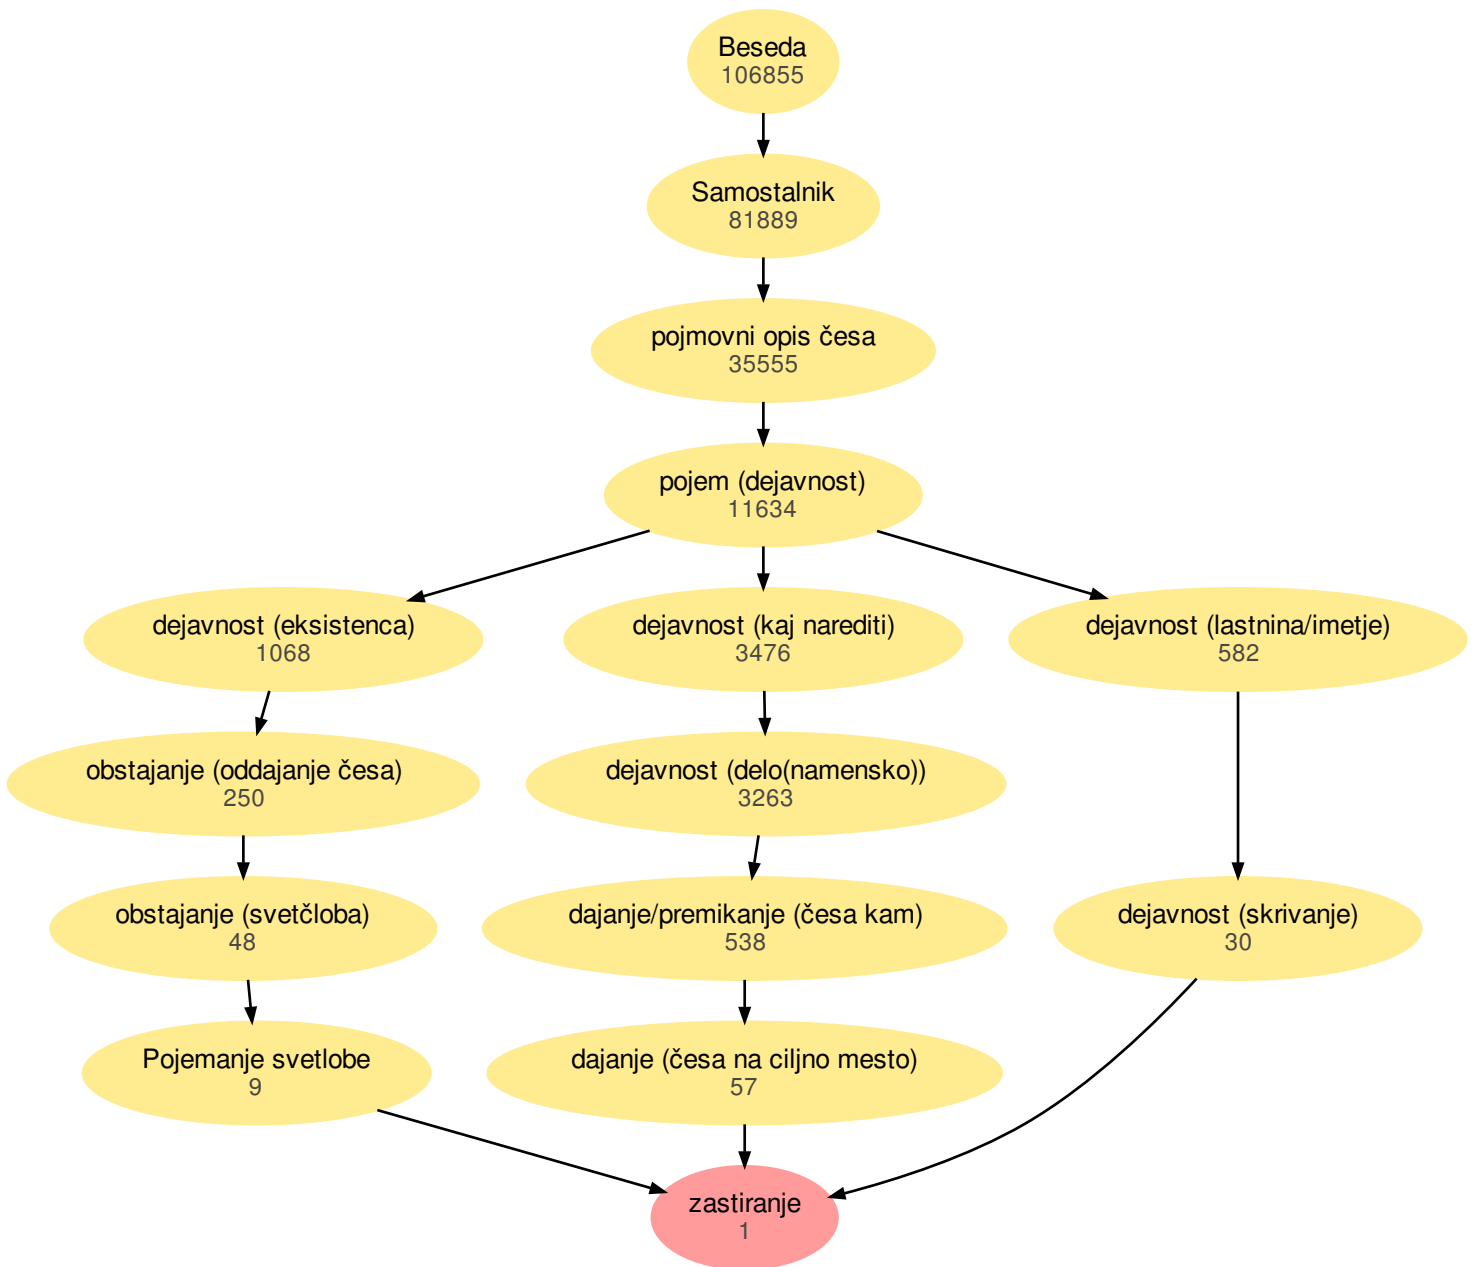 Beseda
106855
Samostalnik
81889
pojmovni opis česa
35555
pojem (dejavnost)
11634
dejavnost (eksistenca)
1068
dejavnost (kaj narediti)
3476
dejavnost (lastnina/imetje)
582
obstajanje (oddajanje česa)
250
dejavnost (delo(namensko))
3263
obstajanje (svetčloba)
48
dajanje/premikanje (česa kam)
538
dejavnost (skrivanje)
30
Pojemanje svetlobe
9
dajanje (česa na ciljno mesto)
57
zastiranje
1